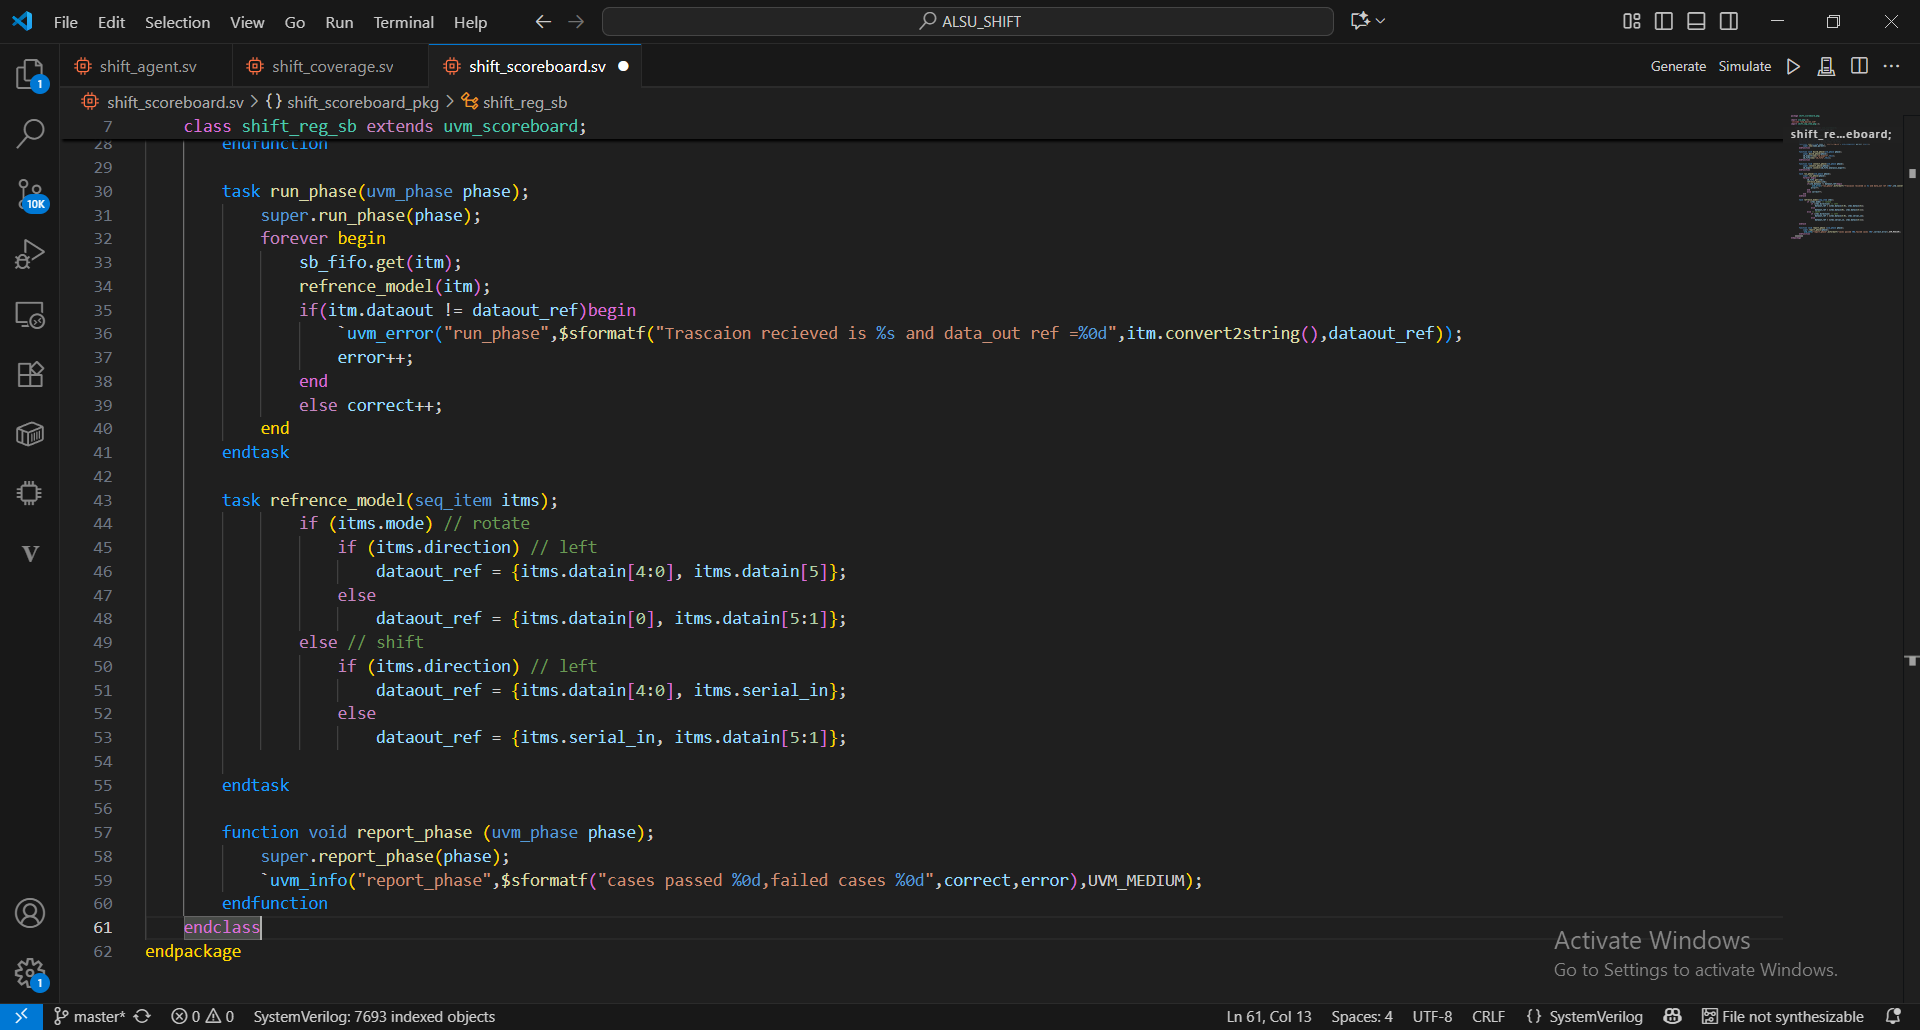 File Edit Selection View Go Run Terminal Help
ALSU_SHIFT
shift_agent.sv
shift_coverage.sv
shift_scoreboard.sv
Generate Simulate
shift_scoreboard.sv > {} shift_scoreboard_pkg > shift_reg_sb
7 class shift_reg_sb extends uvm_scoreboard;
shift_re...eboard;
28 endfunction
29
30 task run_phase(uvm_phase phase);
31 super.run_phase(phase);
32 forever begin
33 sb_fifo.get(itm);
34 refrence_model(itm);
35 if(itm.dataout != dataout_ref)begin
36 `uvm_error("run_phase",$sformatf("Trascaion recieved is %s and data_out ref =%0d",itm.convert2string(),dataout_ref));
37 error++;
38 end
39 else correct++;
40 end
41 endtask
42
43 task refrence_model(seq_item itms);
44 if (itms.mode) // rotate
45 if (itms.direction) // left
46 dataout_ref = {itms.datain[4:0], itms.datain[5]};
47 else
48 dataout_ref = {itms.datain[0], itms.datain[5:1]};
49 else // shift
50 if (itms.direction) // left
51 dataout_ref = {itms.datain[4:0], itms.serial_in};
52 else
53 dataout_ref = {itms.serial_in, itms.datain[5:1]};
54
55 endtask
56
57 function void report_phase (uvm_phase phase);
58 super.report_phase(phase);
59 `uvm_info("report_phase",$sformatf("cases passed %0d,failed cases %0d",correct,error),UVM_MEDIUM);
60 endfunction
61 endclass
62 endpackage
1
10K
V
1
Activate Windows
Go to Settings to activate Windows.
master* 0 0 SystemVerilog: 7693 indexed objects Ln 61, Col 13 Spaces: 4 UTF-8 CRLF {} SystemVerilog File not synthesizable